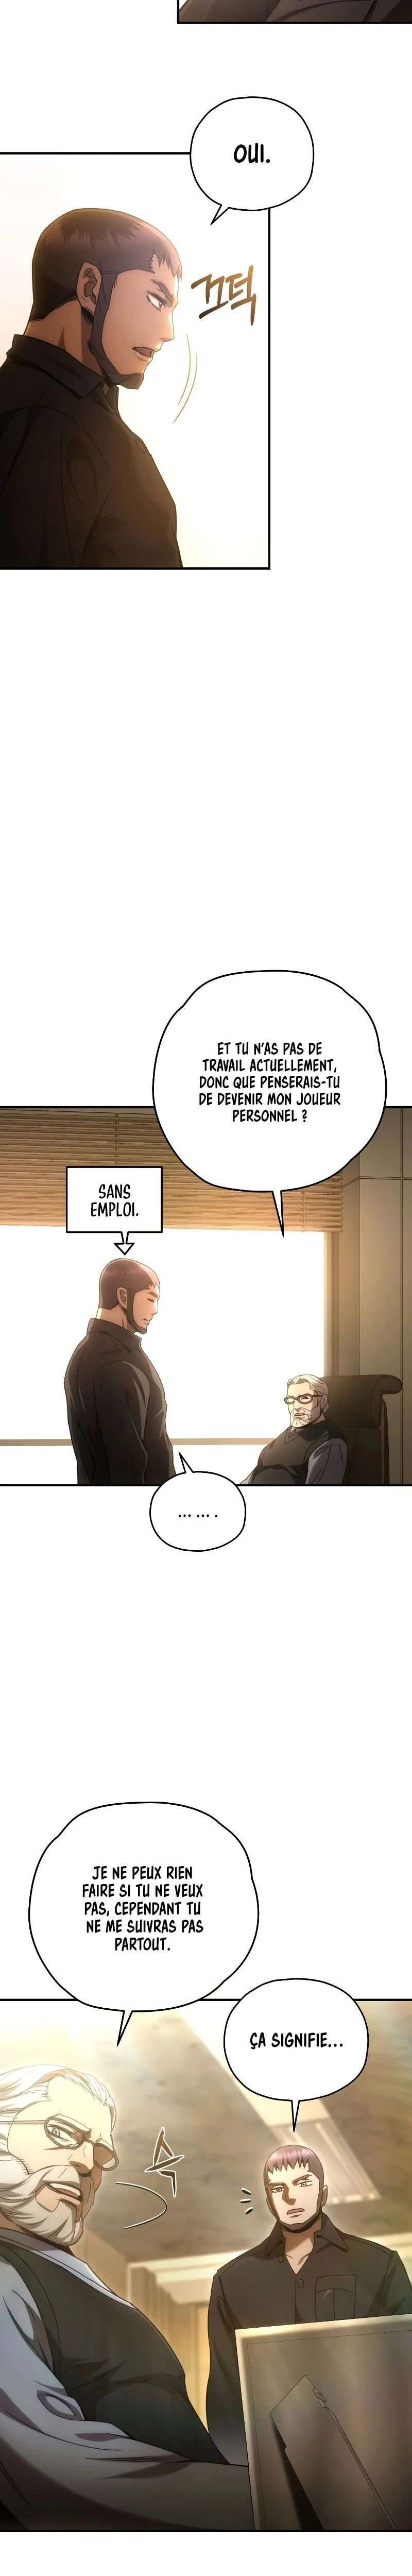 OUI.
끄덕
ET TU N'AS PAS DE
TRAVAIL ACTUELLEMENT,
DONC QUE PENSERAIS-TU
DE DEVENIR MON JOUEUR
PERSONNEL ?
SANS
EMPLOI.
... ... .
JE NE PEUX RIEN
FAIRE SI TU NE VEUX
PAS, CEPENDANT TU
NE ME SUIVRAS PAS
PARTOUT.
ÇA SIGNIFIE...
스